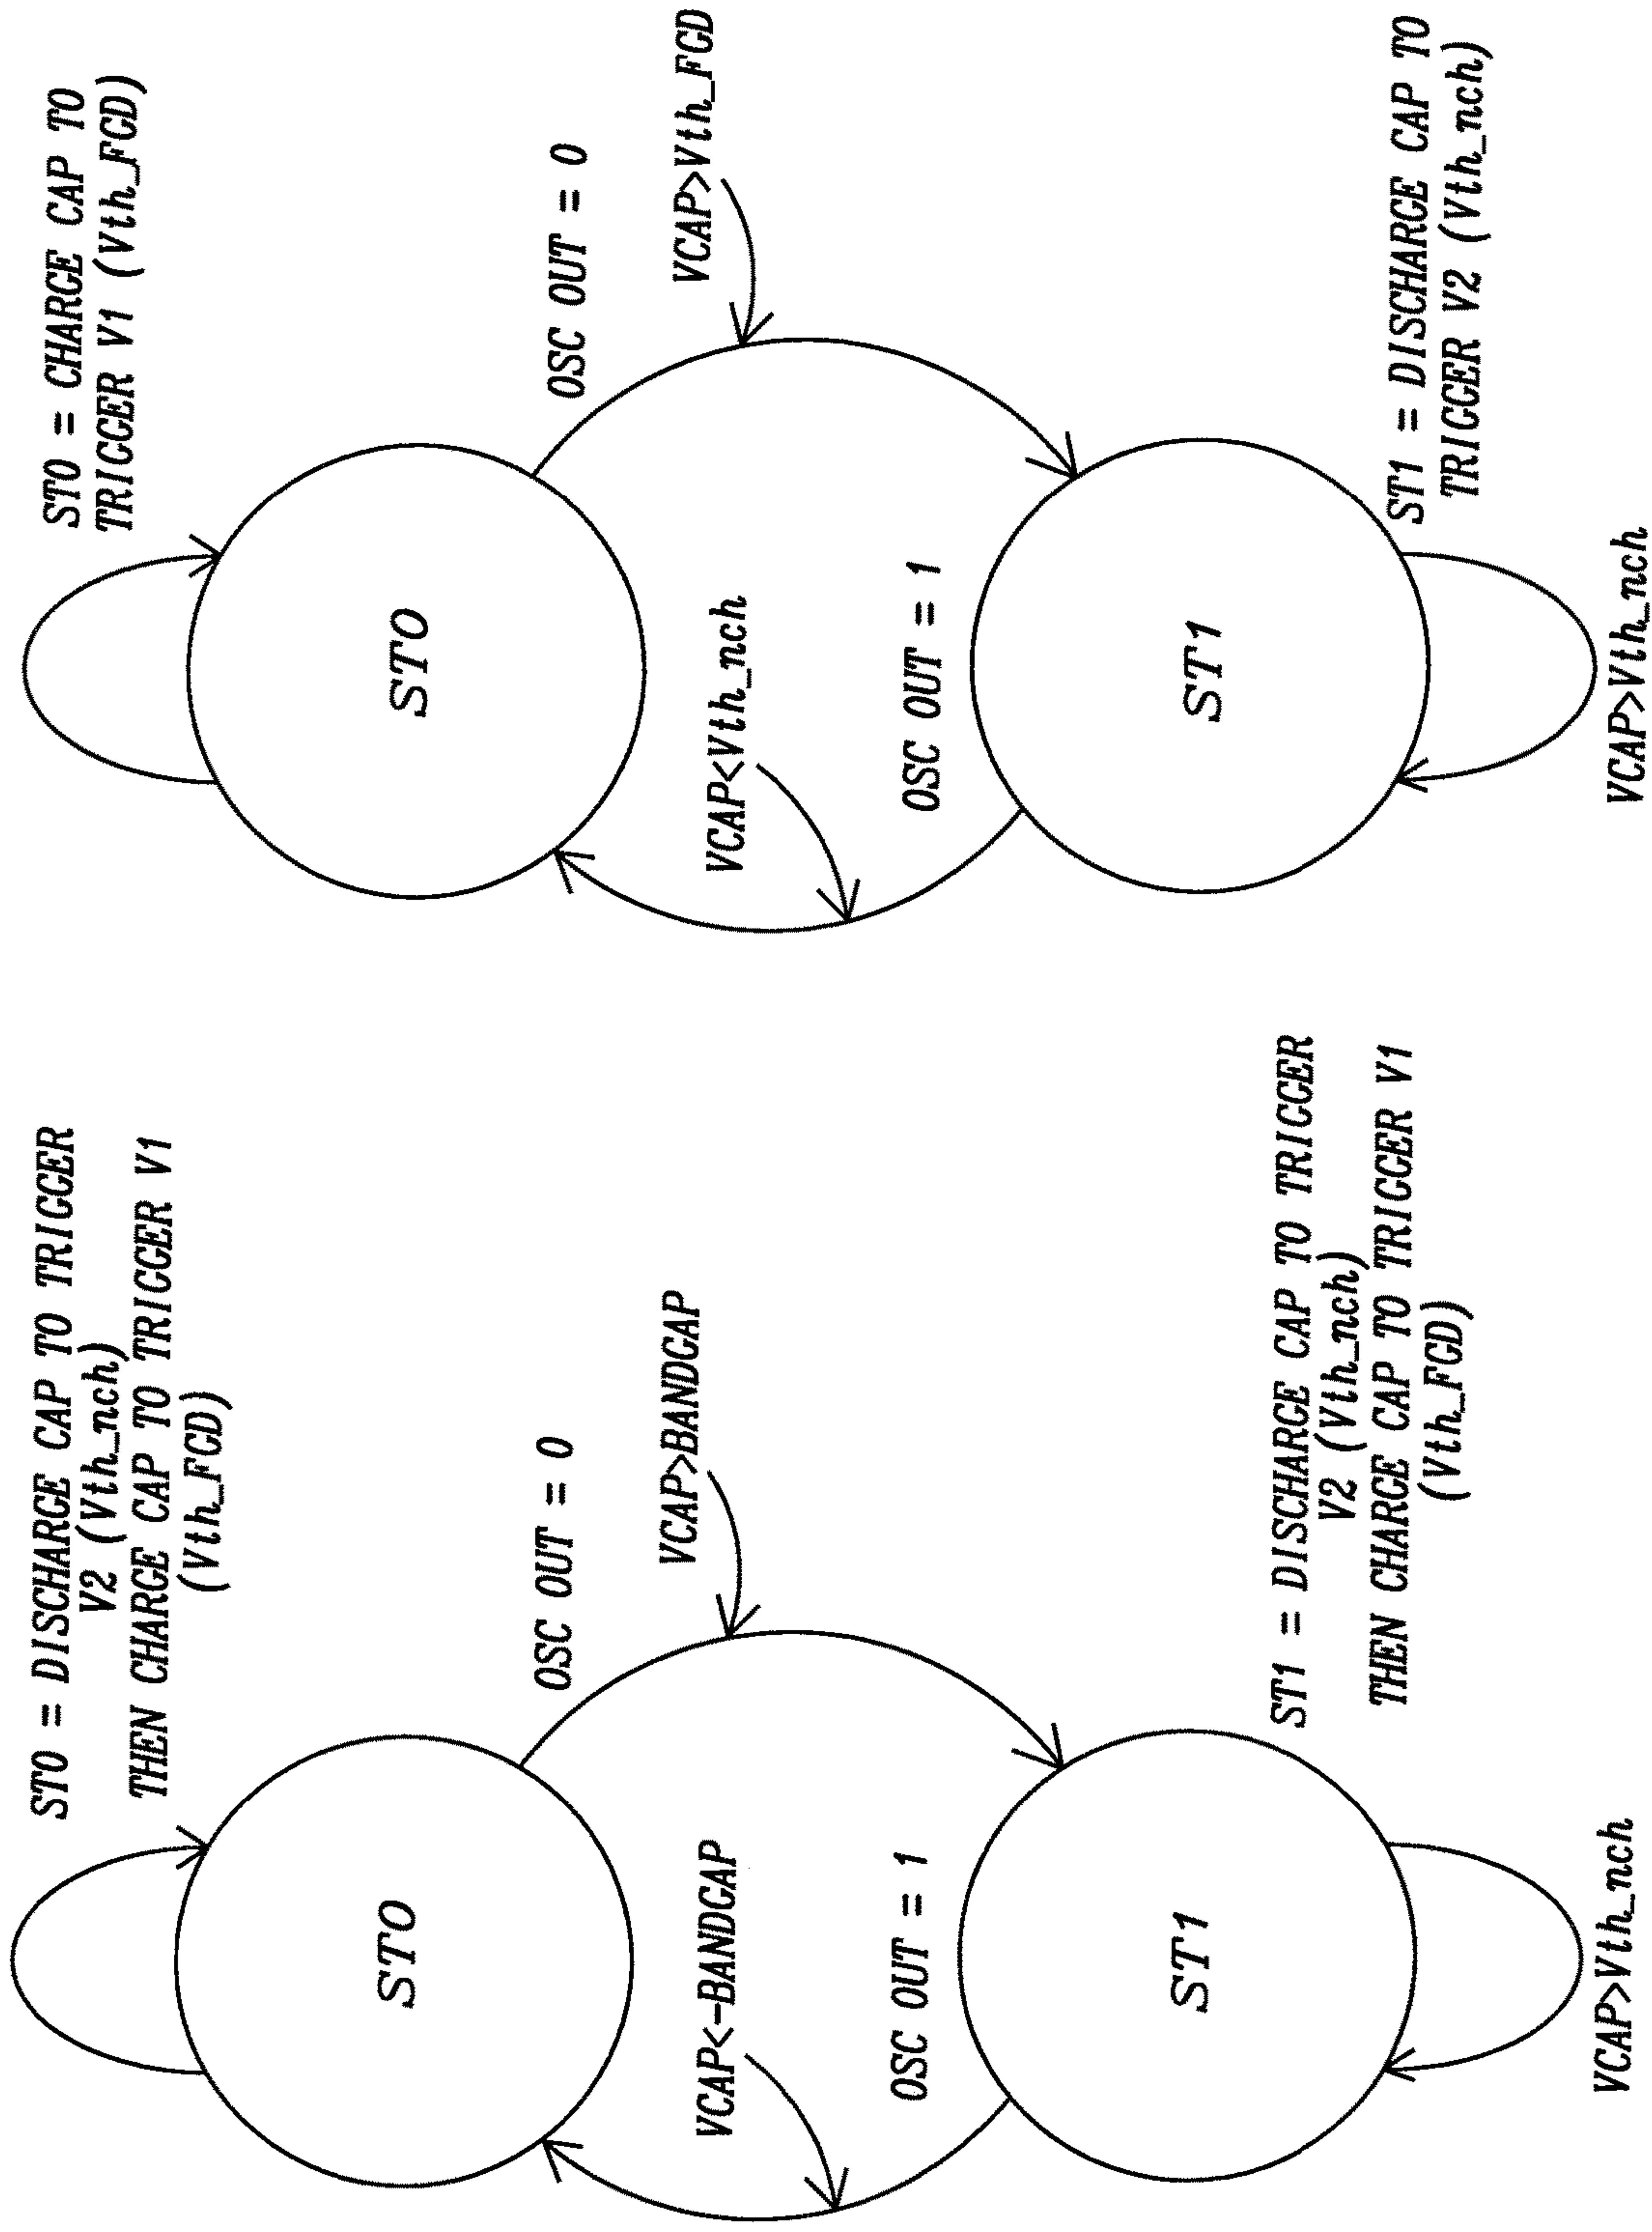 ST0 = DISCHARGE CAP TO TRIGGER
V2 (Vth_nch)
THEN CHARGE CAP TO TRIGGER V1
(Vth_FGD)
ST0
OSC OUT = 0
VCAP>BANDGAP
VCAP<-BANDGAP
OSC OUT = 1
ST1
ST1 = DISCHARGE CAP TO TRIGGER
V2 (Vth_nch)
THEN CHARGE CAP TO TRIGGER V1
(Vth_FGD)
VCAP>Vth_nch
ST0 = CHARGE CAP TO
TRIGGER V1 (Vth_FGD)
ST0
OSC OUT = 0
VCAP>Vth_FGD
VCAP<Vth_nch
OSC OUT = 1
ST1
ST1 = DISCHARGE CAP TO
TRIGGER V2 (Vth_nch)
VCAP>Vth_nch